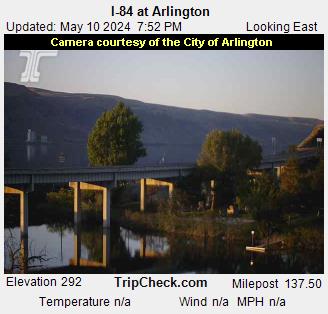 I-84 at Arlington
Updated: May 10 2024 7:52 PM Looking East
Camera courtesy of the City of Arlington
Elevation 292 TripCheck.com Milepost 137.50
Temperature n/a Wind n/a MPH n/a